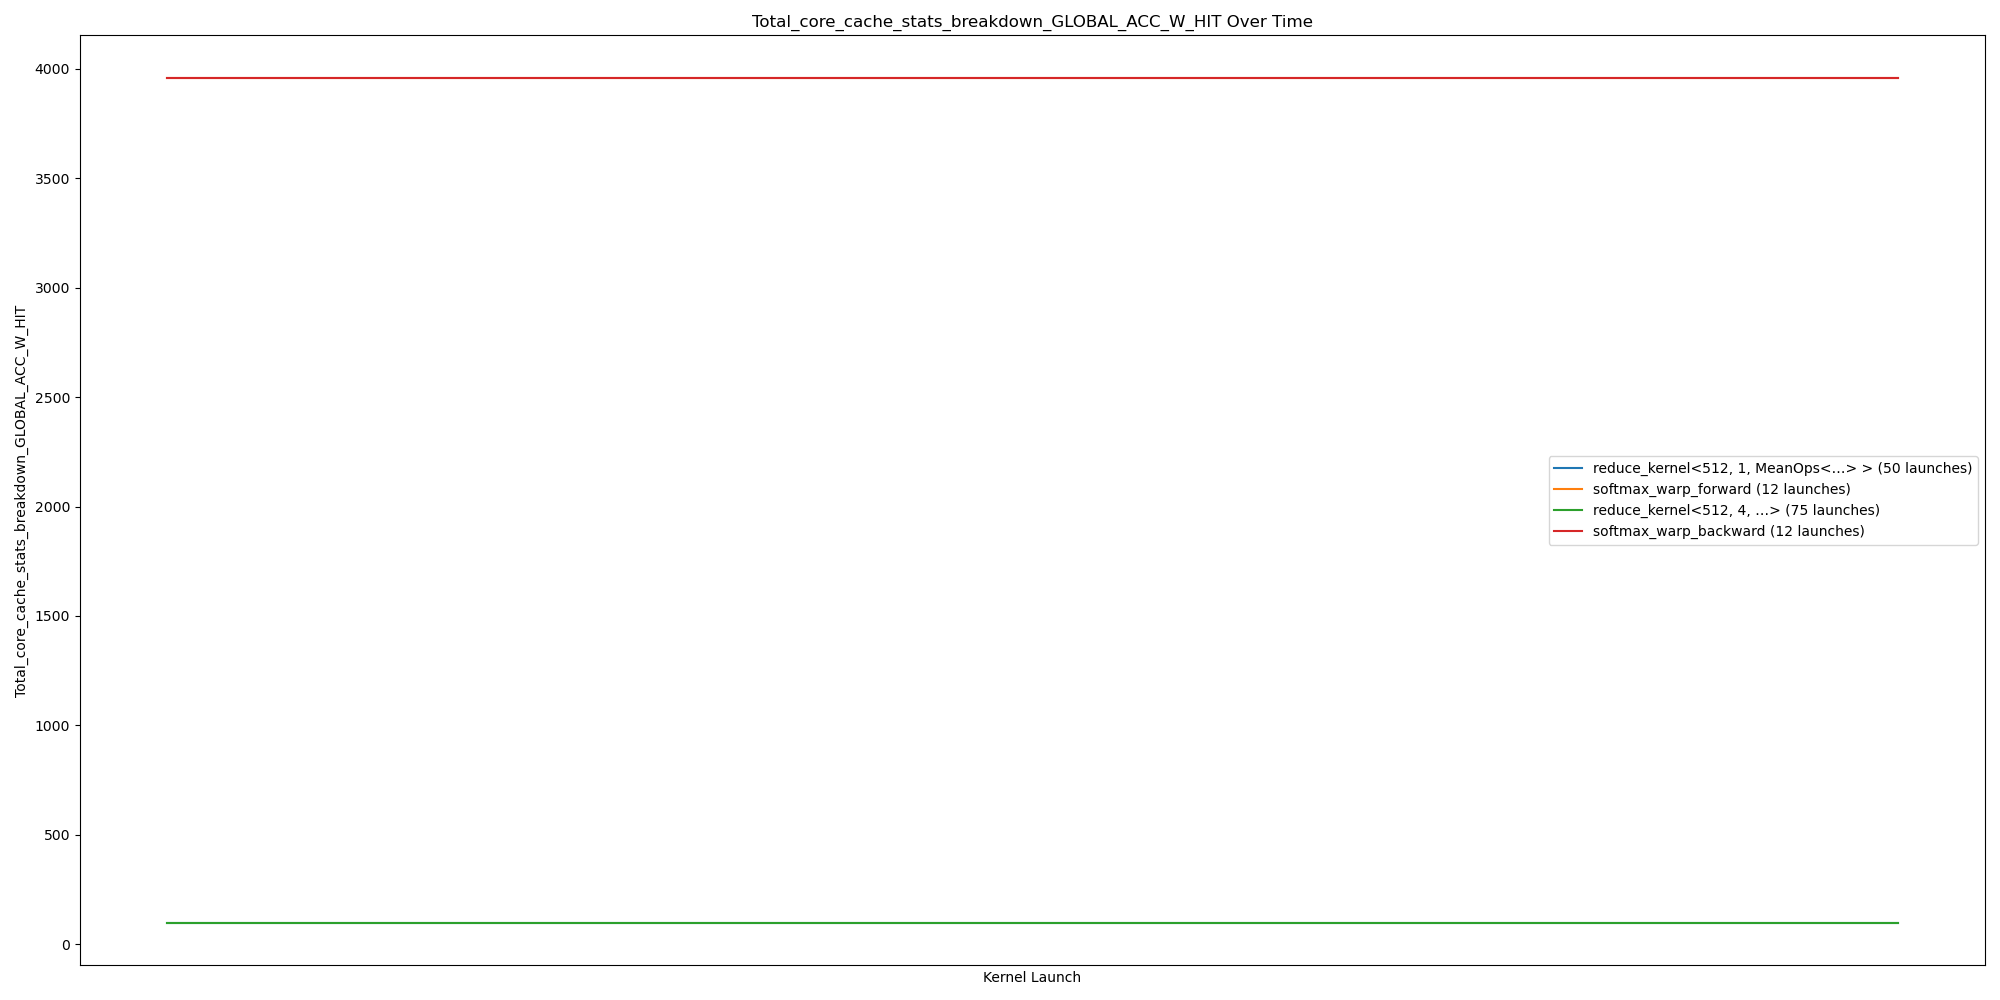 Total_core_cache_stats_breakdown_GLOBAL_ACC_W_HIT Over Time
Total_core_cache_stats_breakdown_GLOBAL_ACC_W_HIT
4000
3500
3000
2500
2000
1500
1000
500
0
reduce_kernel<512, 1, MeanOps<...> > (50 launches)
softmax_warp_forward (12 launches)
reduce_kernel<512, 4, ...> (75 launches)
softmax_warp_backward (12 launches)
Kernel Launch